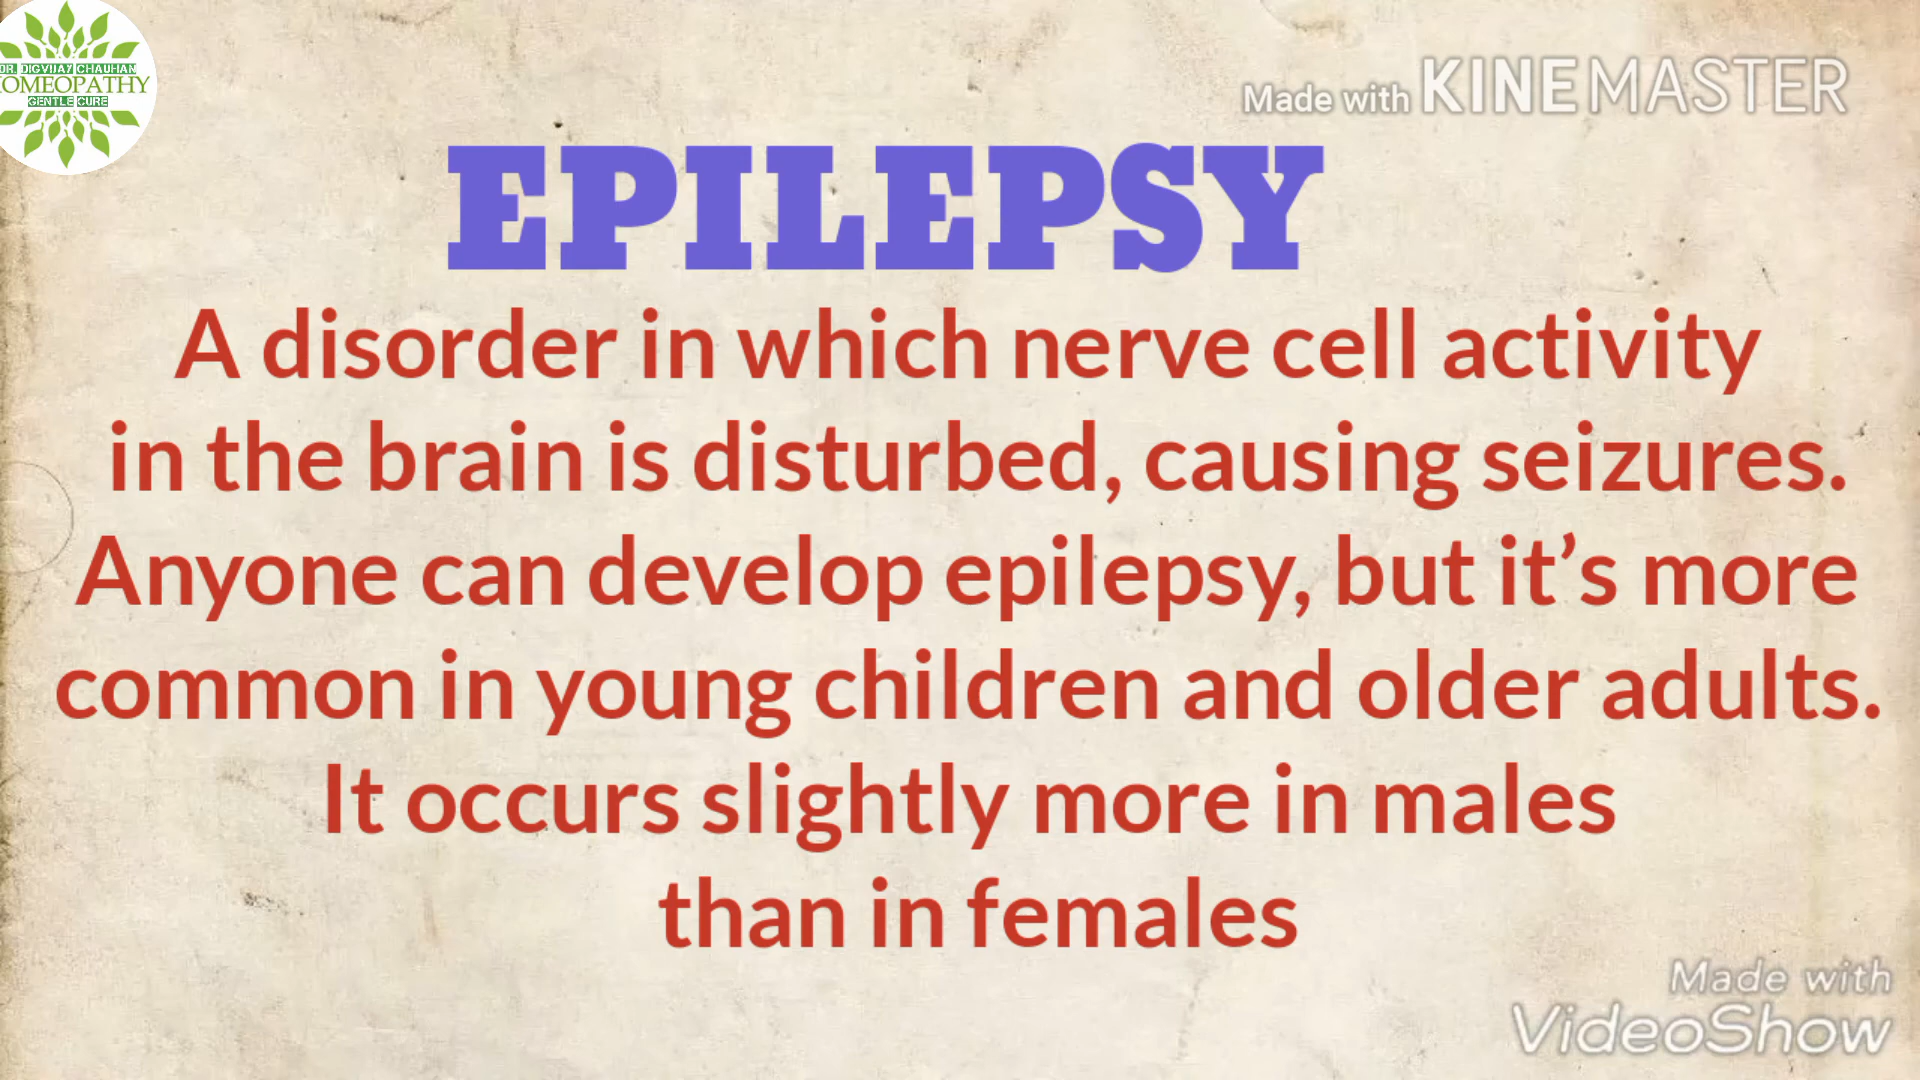 DR. DIGVIJAY CHAUHAN
HOMEOPATHY
GENTLE CURE
Made with KINEMASTER
EPILEPSY
A disorder in which nerve cell activity
in the brain is disturbed, causing seizures.
Anyone can develop epilepsy, but it’s more
common in young children and older adults.
It occurs slightly more in males
than in females
Made with
VideoShow